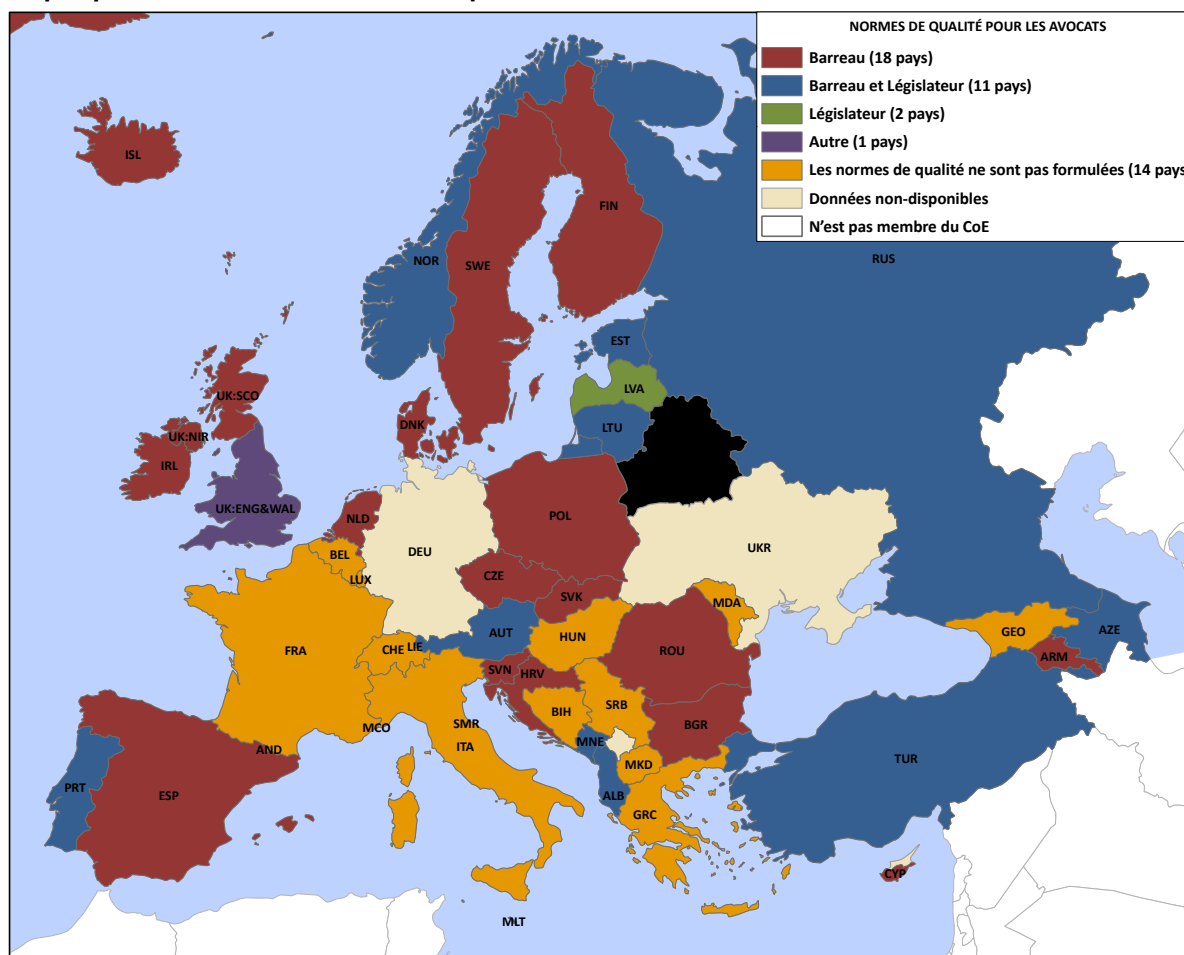 NORMES DE QUALITÉ POUR LES AVOCATS
Barreau (18 pays)
Barreau et Législateur (11 pays)
Législateur (2 pays)
Autre (1 pays)
Les normes de qualité ne sont pas formulées (14 pays
Données non-disponibles
N'est pas membre du CoE
ISL
NOR
SWE
FIN
RUS
EST
LVA
LTU
UK:SCO
UK:NIR
IRL
UK:ENG&WAL
DNK
NLD
BEL
LUX
DEU
POL
UKR
CZE
SVK
MDA
FRA
CHE
LIE
AUT
HUN
ROU
GEO
AZE
ARM
SVN
HRV
BIH
SRB
BGR
MCO
SMR
ITA
MNE
MKD
ALB
GRC
TUR
AND
PRT
ESP
CYP
MLT